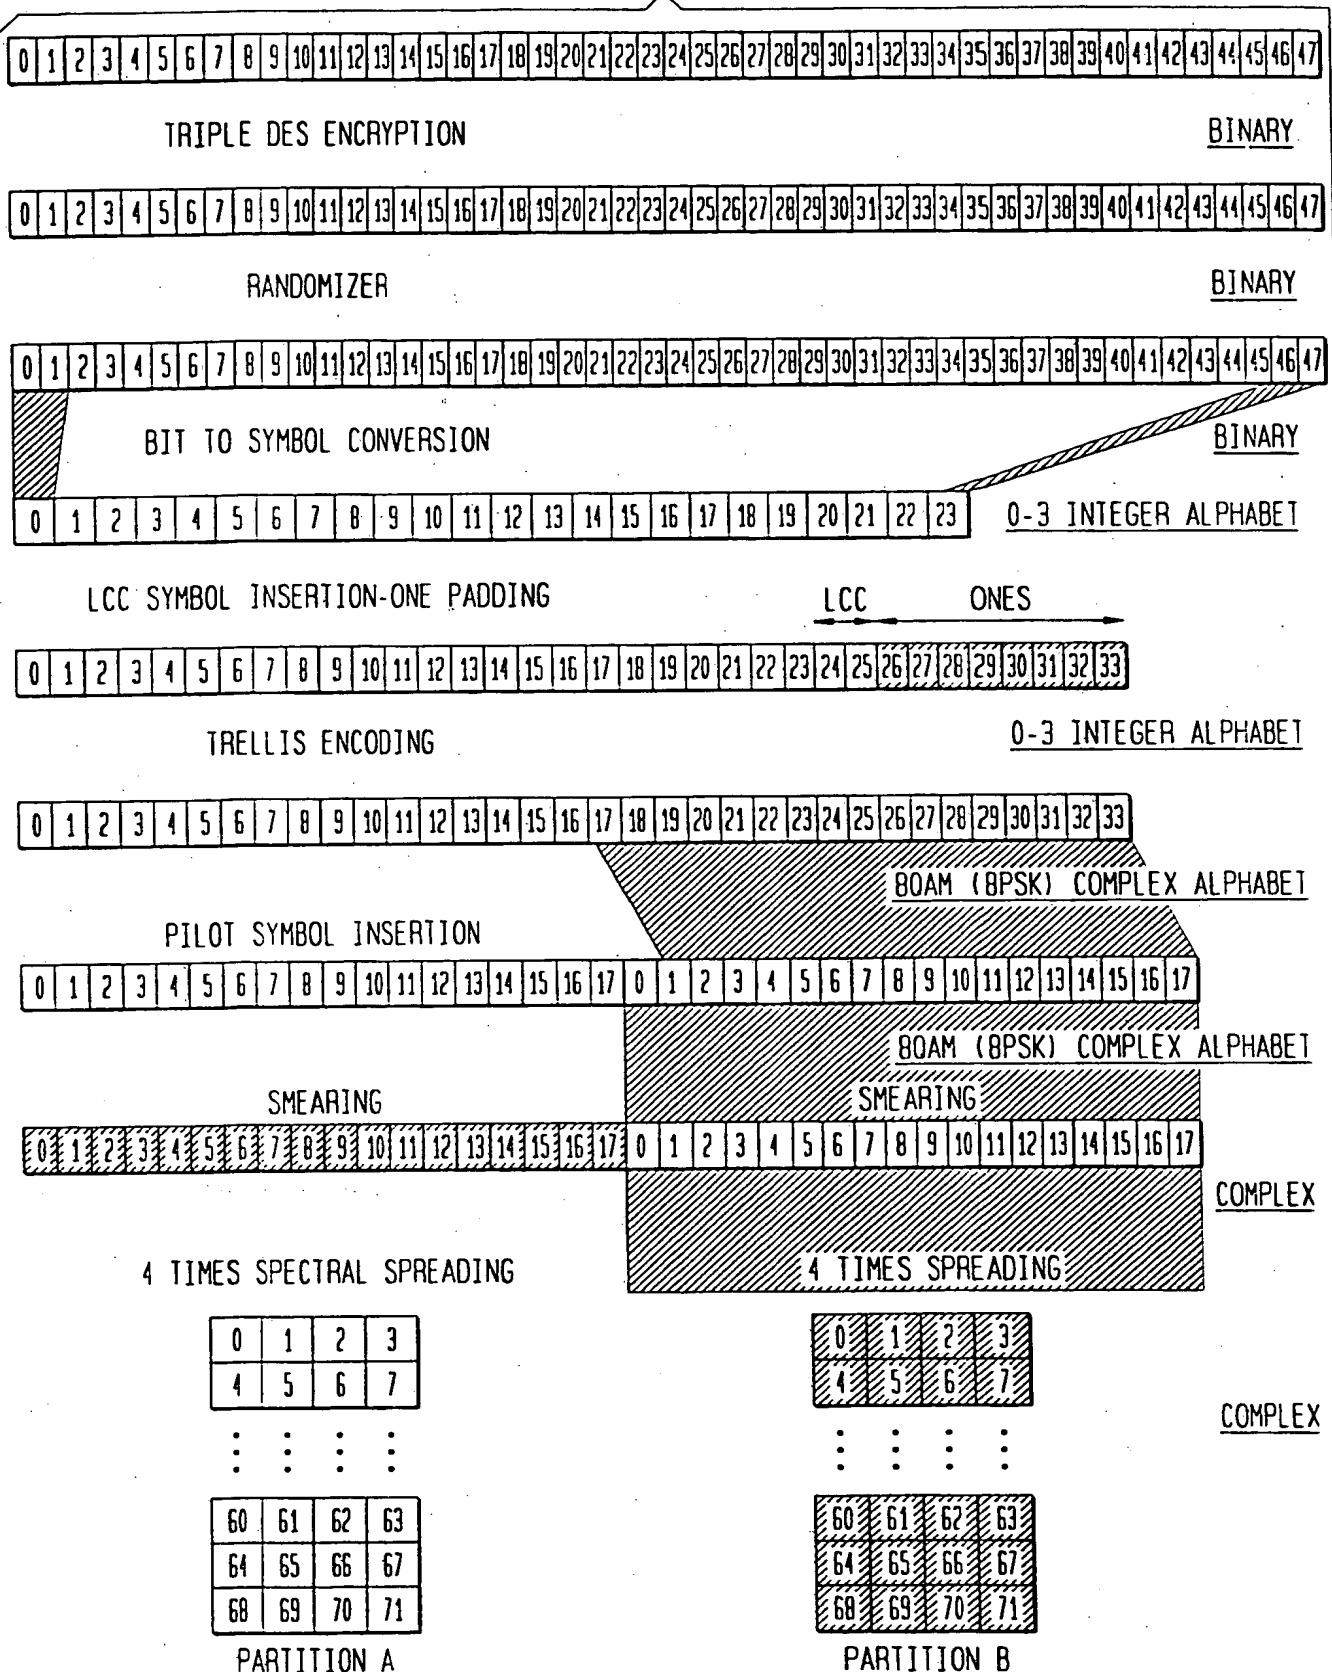 0 1 2 3 4 5 6 7 8 9 10 11 12 13 14 15 16 17 18 19 20 21 22 23 24 25 26 27 28 29 30 31 32 33 34 35 36 37 38 39 40 41 42 43 44 45 46 47
TRIPLE DES ENCRYPTION BINARY
0 1 2 3 4 5 6 7 8 9 10 11 12 13 14 15 16 17 18 19 20 21 22 23 24 25 26 27 28 29 30 31 32 33 34 35 36 37 38 39 40 41 42 43 44 45 46 47
RANDOMIZER BINARY
0 1 2 3 4 5 6 7 8 9 10 11 12 13 14 15 16 17 18 19 20 21 22 23 24 25 26 27 28 29 30 31 32 33 34 35 36 37 38 39 40 41 42 43 44 45 46 47
BIT TO SYMBOL CONVERSION BINARY
0 1 2 3 4 5 6 7 8 9 10 11 12 13 14 15 16 17 18 19 20 21 22 23 0-3 INTEGER ALPHABET
LCC SYMBOL INSERTION-ONE PADDING LCC ONES
0 1 2 3 4 5 6 7 8 9 10 11 12 13 14 15 16 17 18 19 20 21 22 23 24 25 26 27 28 29 30 31 32 33
TRELLIS ENCODING 0-3 INTEGER ALPHABET
0 1 2 3 4 5 6 7 8 9 10 11 12 13 14 15 16 17 18 19 20 21 22 23 24 25 26 27 28 29 30 31 32 33
8QAM (8PSK) COMPLEX ALPHABET
PILOT SYMBOL INSERTION
0 1 2 3 4 5 6 7 8 9 10 11 12 13 14 15 16 17 0 1 2 3 4 5 6 7 8 9 10 11 12 13 14 15 16 17
8QAM (8PSK) COMPLEX ALPHABET
SMEARING SMEARING
0 1 2 3 4 5 6 7 8 9 10 11 12 13 14 15 16 17 0 1 2 3 4 5 6 7 8 9 10 11 12 13 14 15 16 17
COMPLEX
4 TIMES SPECTRAL SPREADING 4 TIMES SPREADING
0 1 2 3 0 1 2 3
4 5 6 7 4 5 6 7
COMPLEX
60 61 62 63 60 61 62 63
64 65 66 67 64 65 66 67
68 69 70 71 68 69 70 71
PARTITION A PARTITION B